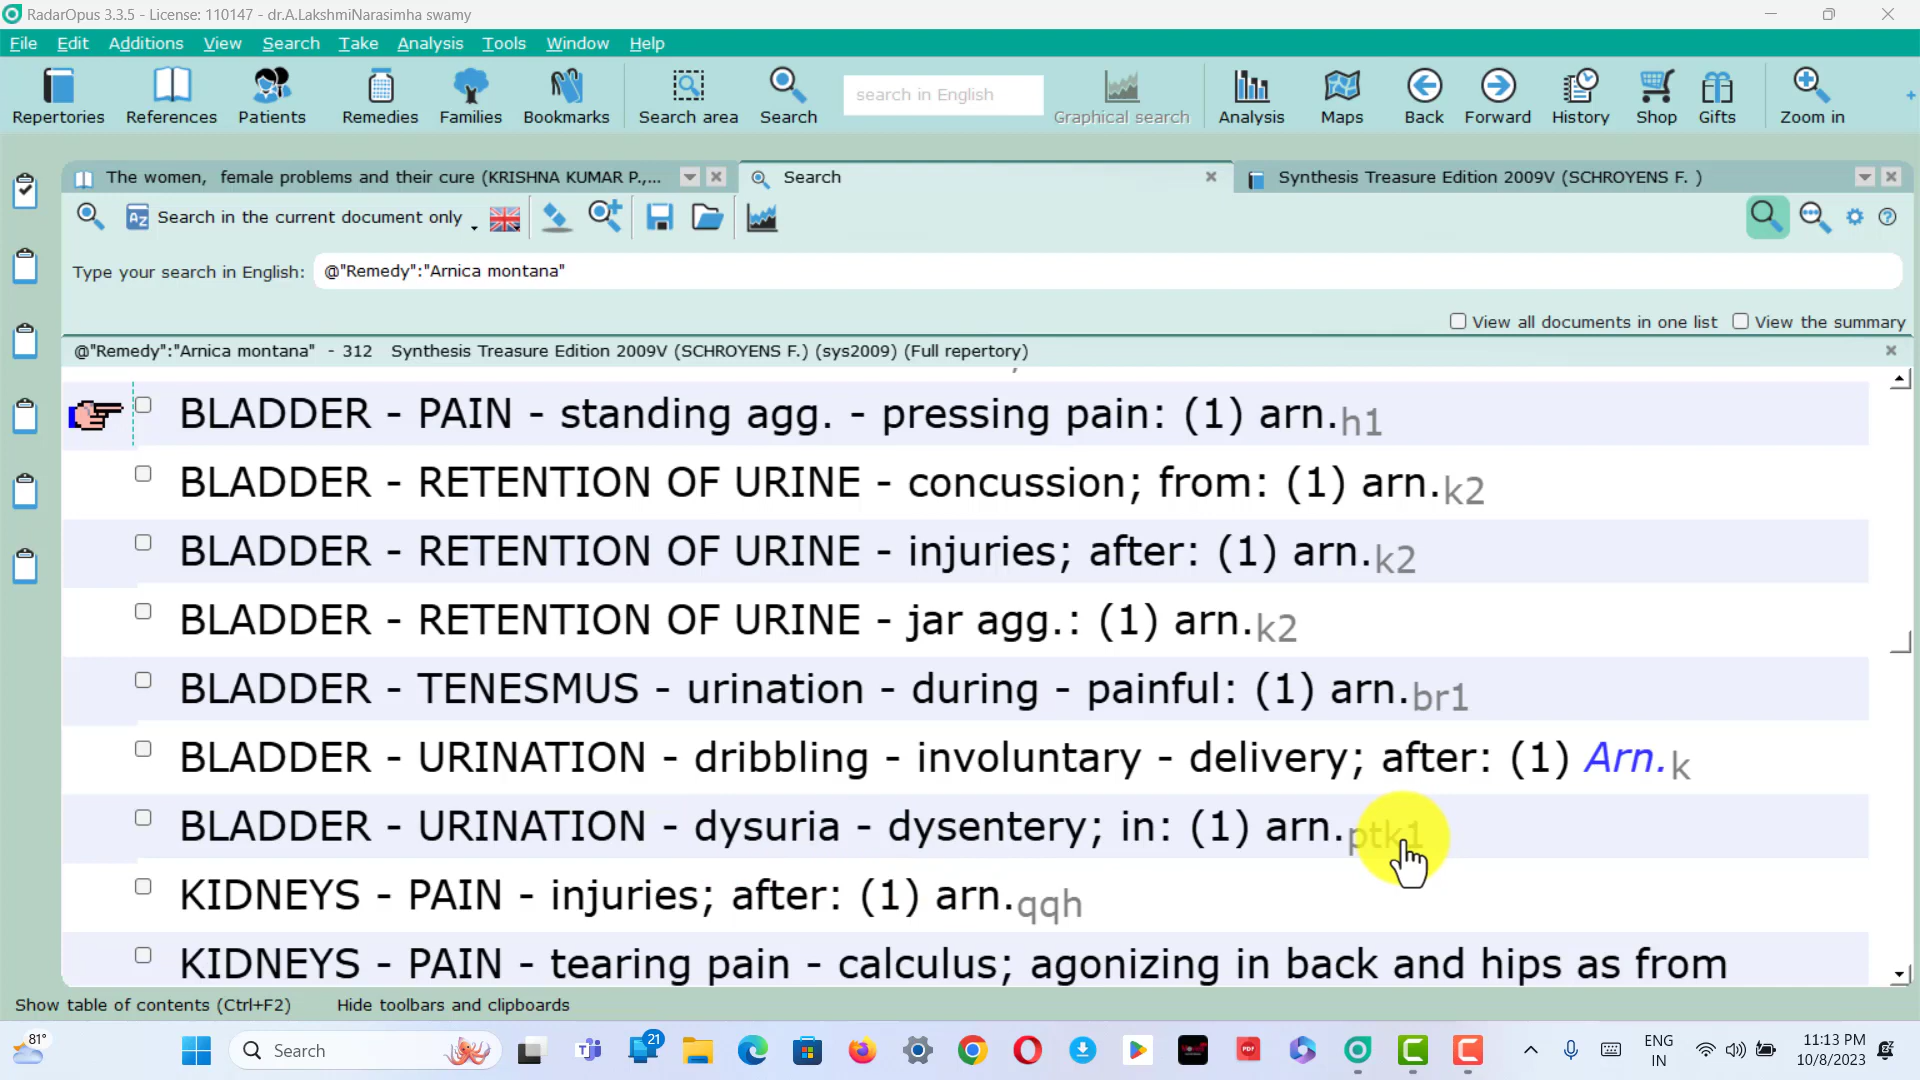 RadarOpus 3.3.5 - License: 110147 - dr.A.LakshmiNarasimha swamy
File Edit Additions View Search Take Analysis Tools Window Help
Repertories References Patients Remedies Families Bookmarks Search area Search search in English Graphical search Analysis Maps Back Forward History Shop Gifts Zoom in
The women, female problems and their cure (KRISHNA KUMAR P.,... Search Synthesis Treasure Edition 2009V (SCHROYENS F. )
AZ Search in the current document only
Type your search in English: @"Remedy":"Arnica montana"
View all documents in one list View the summary
@"Remedy":"Arnica montana" - 312 Synthesis Treasure Edition 2009V (SCHROYENS F.) (sys2009) (Full repertory)
BLADDER - PAIN - standing agg. - pressing pain: (1) arn.h1
BLADDER - RETENTION OF URINE - concussion; from: (1) arn.k2
BLADDER - RETENTION OF URINE - injuries; after: (1) arn.k2
BLADDER - RETENTION OF URINE - jar agg.: (1) arn.k2
BLADDER - TENESMUS - urination - during - painful: (1) arn.br1
BLADDER - URINATION - dribbling - involuntary - delivery; after: (1) Arn.k
BLADDER - URINATION - dysuria - dysentery; in: (1) arn.ptk1
KIDNEYS - PAIN - injuries; after: (1) arn.qqh
KIDNEYS - PAIN - tearing pain - calculus; agonizing in back and hips as from
Show table of contents (Ctrl+F2) Hide toolbars and clipboards
81° Search 21 PDF ENG 11:13 PM
IN 10/8/2023